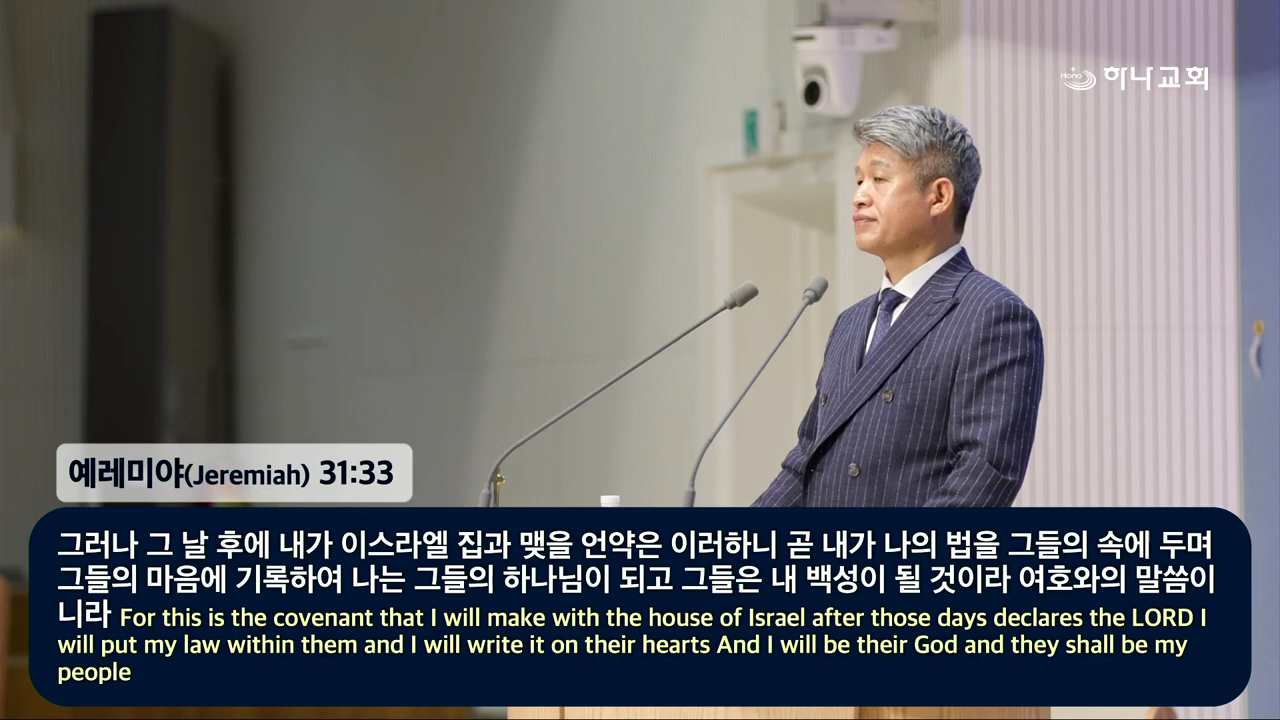 Hana 하나교회
예레미야(Jeremiah) 31:33
그러나 그 날 후에 내가 이스라엘 집과 맺을 언약은 이러하니 곧 내가 나의 법을 그들의 속에 두며
그들의 마음에 기록하여 나는 그들의 하나님이 되고 그들은 내 백성이 될 것이라 여호와의 말씀이
니라 For this is the covenant that I will make with the house of Israel after those days declares the LORD I
will put my law within them and I will write it on their hearts And I will be their God and they shall be my
people